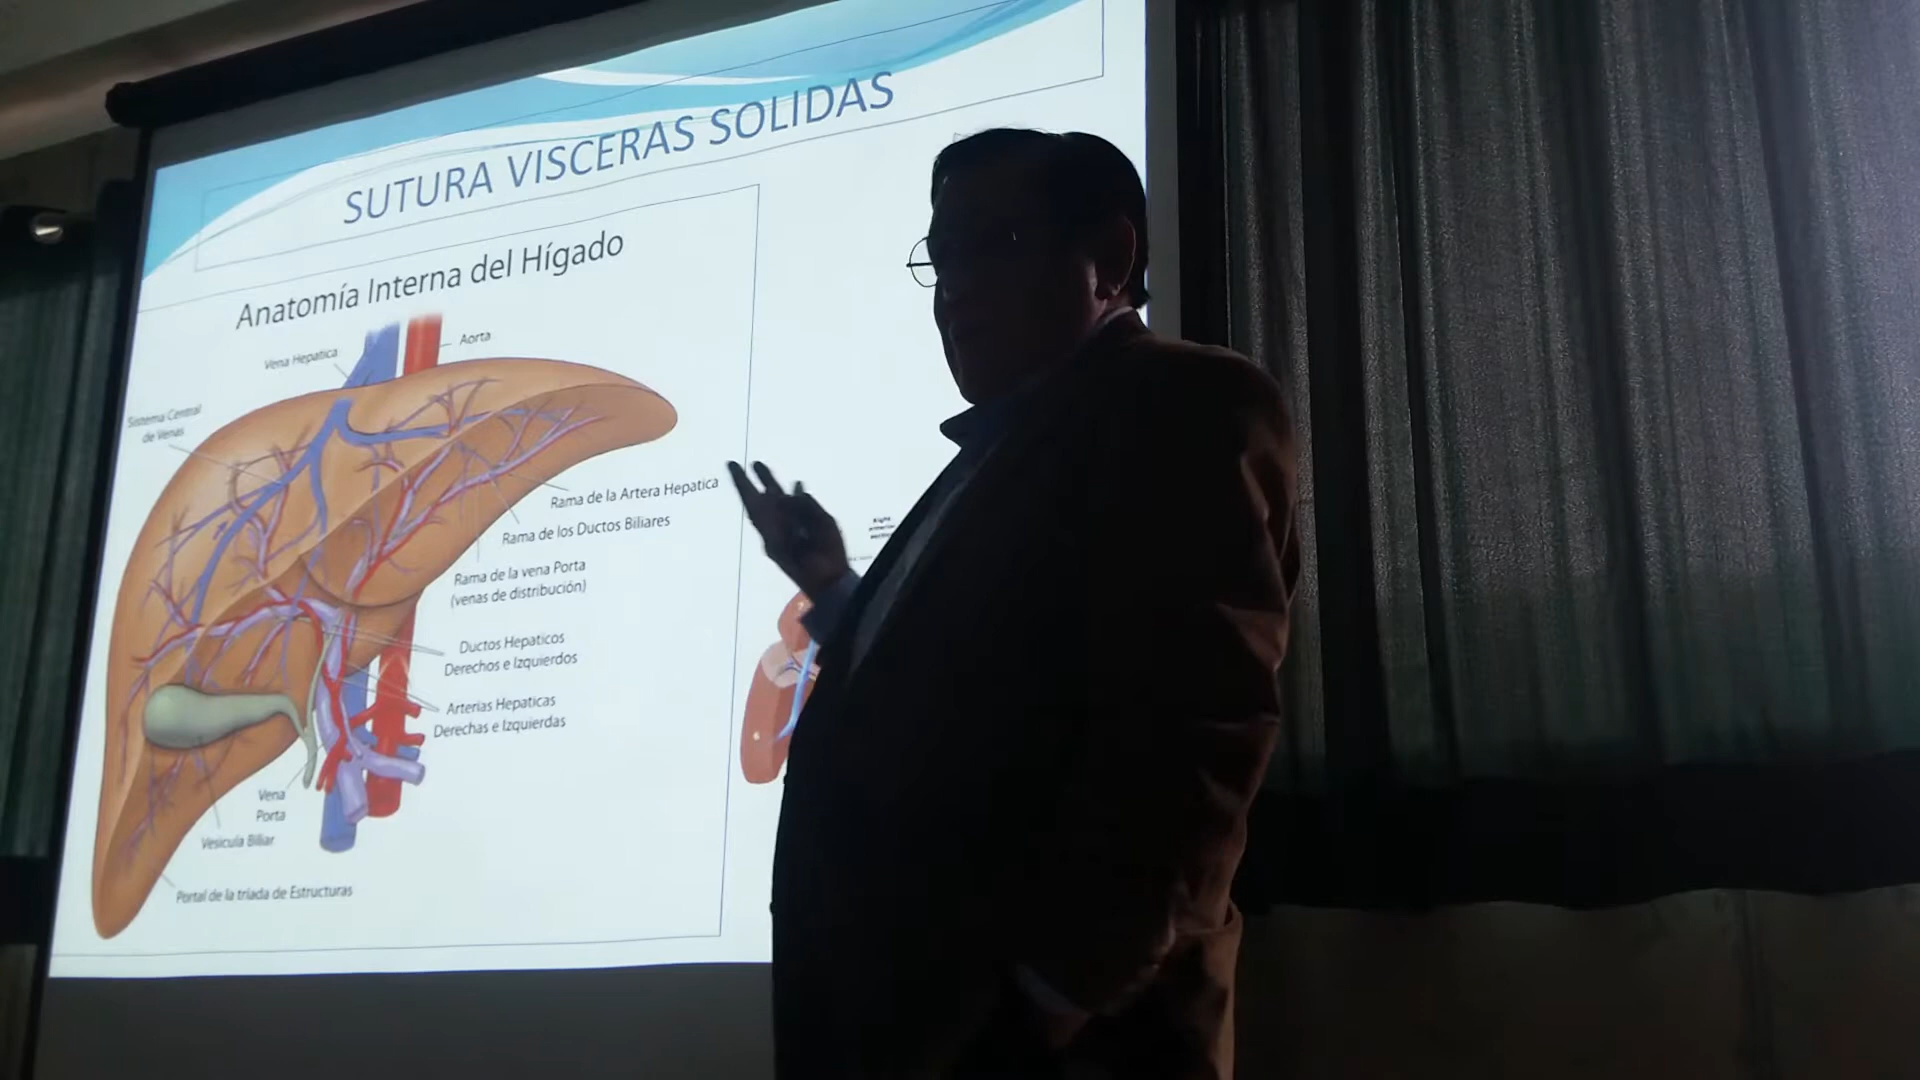 SUTURA VISCERAS SOLIDAS
Anatomía Interna del Hígado
Vena Hepatica
Aorta
Sistema Central
de Venas
Rama de la Artera Hepatica
Rama de los Ductos Biliares
Rama de la vena Porta
(venas de distribución)
Ductos Hepaticos
Derechos e Izquierdos
Arterias Hepaticas
Derechas e Izquierdas
Vena
Porta
Vesicula Biliar
Portal de la triada de Estructuras
Right